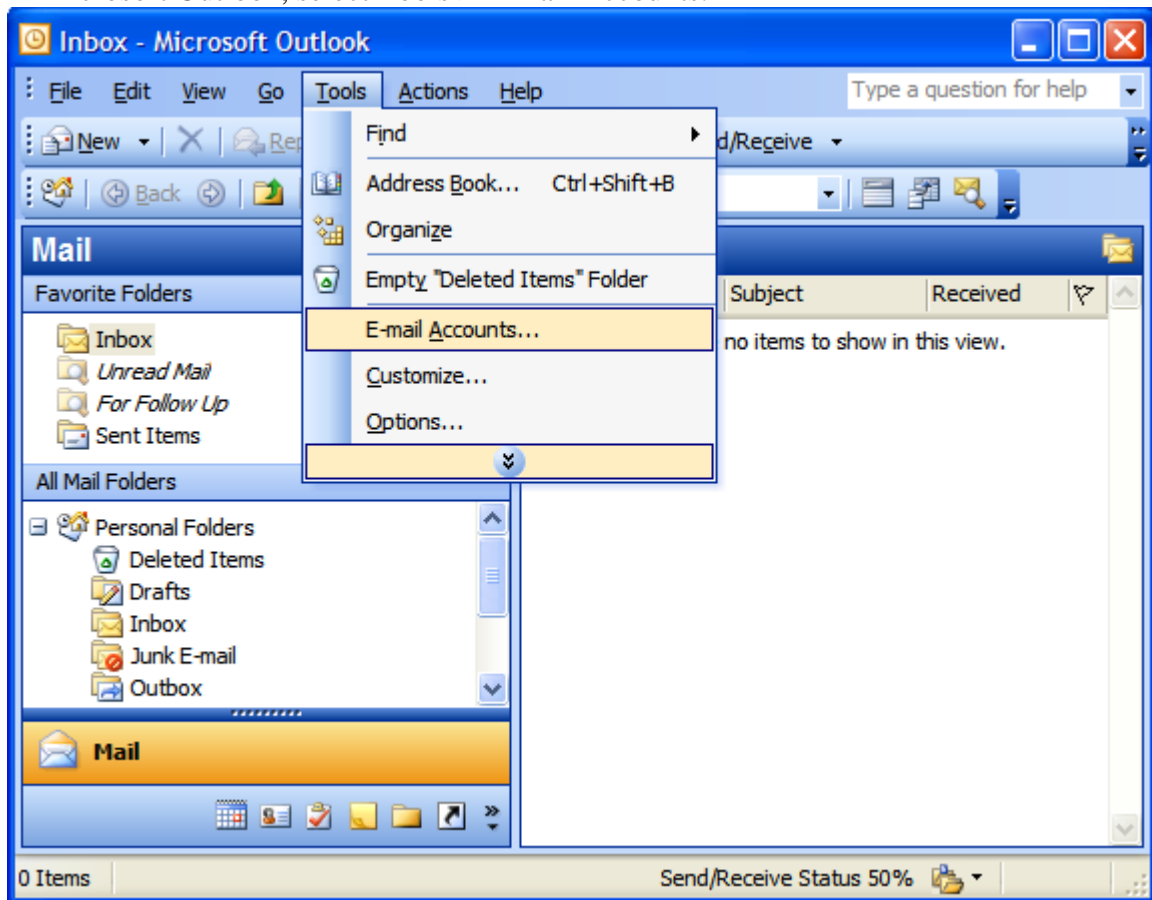 Inbox - Microsoft Outlook
File Edit View Go Tools Actions Help Type a question for help
New d/Receive
Back
Find
Address Book... Ctrl+Shift+B
Organize
Empty "Deleted Items" Folder
E-mail Accounts...
Customize...
Options...
Mail
Favorite Folders
Inbox
Unread Mail
For Follow Up
Sent Items
All Mail Folders
Personal Folders
Deleted Items
Drafts
Inbox
Junk E-mail
Outbox
Mail
Subject Received
no items to show in this view.
0 Items Send/Receive Status 50%